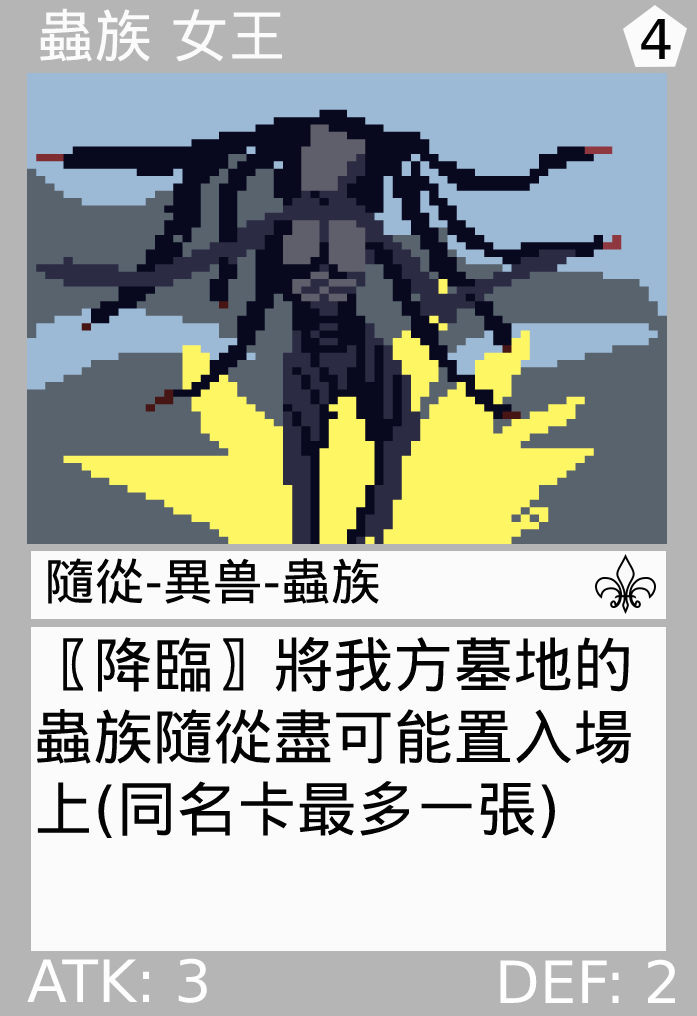 蟲族 女王
4
隨從-異兽-蟲族
〖降臨〗將我方墓地的
蟲族隨從盡可能置入場
上(同名卡最多一張)
ATK: 3
DEF: 2